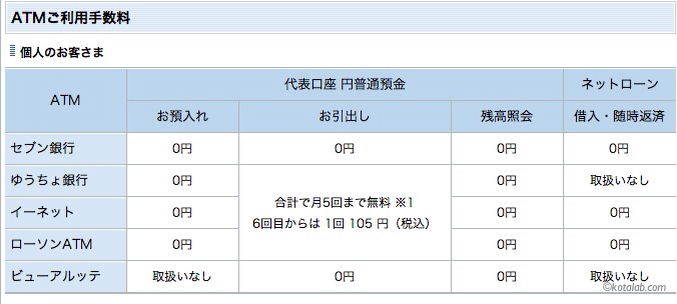 ATMご利用手数料
個人のお客さま
ATM 代表口座 円普通預金 ネットローン
お預入れ お引出し 残高照会 借入・随時返済
セブン銀行 0円 0円 0円 0円
ゆうちょ銀行 0円 合計で月5回まで無料 ※1 0円 取扱いなし
6回目からは 1回 105 円（税込）
イーネット 0円 0円 0円
ローソンATM 0円 0円 0円
ビューアルッテ 取扱いなし 0円 0円 取扱いなし
©kotalab.com